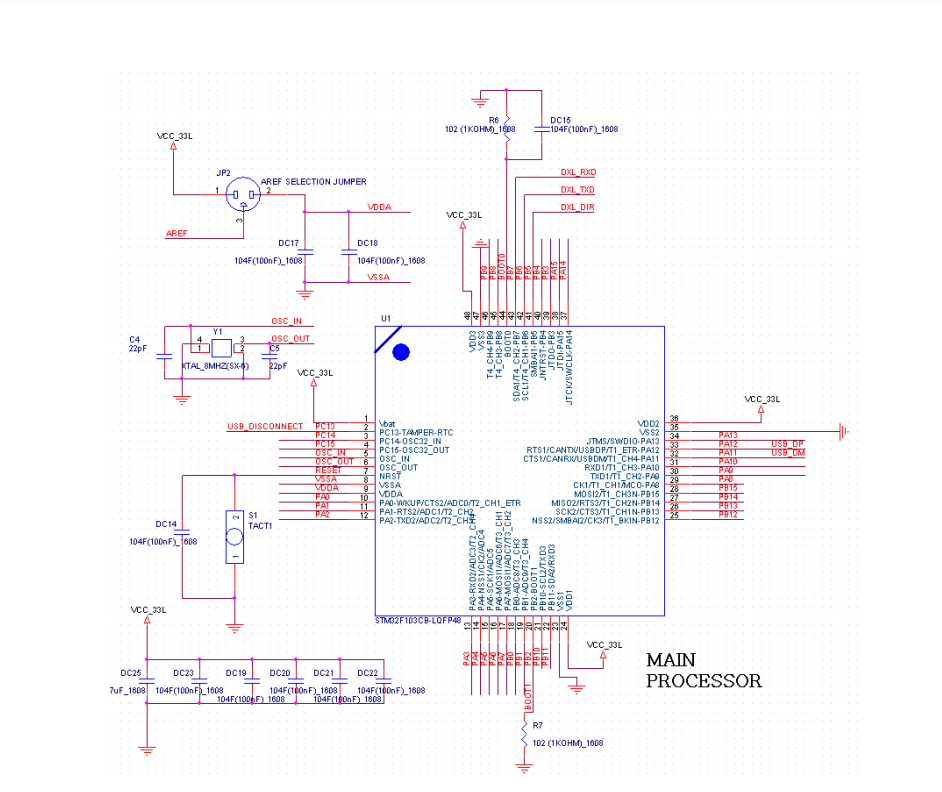 R6
102 (1KOHM)_1608
DC15
104F(100nF)_1608
VCC_33L
JP2
1
2
3
AREF SELECTION JUMPER
AREF
VDDA
DC17
104F(100nF)_1608
DC18
104F(100nF)_1608
VSSA
DXL_RXD
DXL_TXD
DXL_DIR
VCC_33L
PB9
PB8
BOOT0
PB7
PB6
PB5
PB4
PB3
PA15
PA14
48
47
46
45
44
43
42
41
40
39
38
37
U1
VDD3
VSS3
T4_CH4-PB9
T4_CH3-PB8
BOOT0
SDA1/T4_CH2-PB7
SCL1/T4_CH1-PB6
SMBAI1-PB5
JNTRST-PB4
JTDO-PB3
JTDI-PA15
JTCK/SWCLK-PA14
OSC_IN
OSC_OUT
C4
22pF
Y1
4
1
3
2
XTAL_8MHZ(SX-6)
C5
22pF
VCC_33L
USB_DISCONNECT
PC13
PC14
PC15
OSC_IN
OSC_OUT
RESET
VSSA
VDDA
PA0
PA1
PA2
1
2
3
4
5
6
7
8
9
10
11
12
Vbat
PC13-TAMPER-RTC
PC14-OSC32_IN
PC15-OSC32_OUT
OSC_IN
OSC_OUT
NRST
VSSA
VDDA
PA0-WKUP/CTS2/ADC0/T2_CH1_ETR
PA1-RTS2/ADC1/T2_CH2
PA2-TXD2/ADC2/T2_CH3
VDD2
VSS2
JTMS/SWDIO-PA13
RTS1/CANTX/USBDP/T1_ETR-PA12
CTS1/CANRX/USBDM/T1_CH4-PA11
RXD1/T1_CH3-PA10
TXD1/T1_CH2-PA9
CK1/T1_CH1/MCO-PA8
MOSI2/T1_CH3N-PB15
MISO2/RTS3/T1_CH2N-PB14
SCK2/CTS3/T1_CH1N-PB13
NSS2/SMBAI2/CK3/T1_BKIN-PB12
36
35
34
33
32
31
30
29
28
27
26
25
VCC_33L
PA13
PA12
PA11
PA10
PA9
PA8
PB15
PB14
PB13
PB12
USB_DP
USB_DM
DC14
104F(100nF)_1608
S1
TACT1
2
1
PA3-RXD2/ADC3/T2_CH4
PA4-NSS1/CK2/ADC4
PA5-SCK1/ADC5
PA6-MOSI1/ADC6/T3_CH1
PA7-MOSI1/ADC7/T3_CH2
PB0-ADC8/T3_CH3
PB1-ADC9/T3_CH4
PB2-BOOT1
PB10-SCL2/TXD3
PB11-SDA2/RXD3
VSS1
VDD1
STM32F103CB-LQFP48
13
14
15
16
17
18
19
20
21
22
23
24
PA3
PA4
PA5
PA6
PA7
PB0
PB1
PB2
PB10
PB11
VCC_33L
BOOT1
R7
102 (1KOHM)_1608
VCC_33L
DC25
7uF_1608
DC23
104F(100nF)_1608
DC19
104F(100nF)_1608
DC20
104F(100nF)_1608
DC21
104F(100nF)_1608
DC22
104F(100nF)_1608
MAIN
PROCESSOR